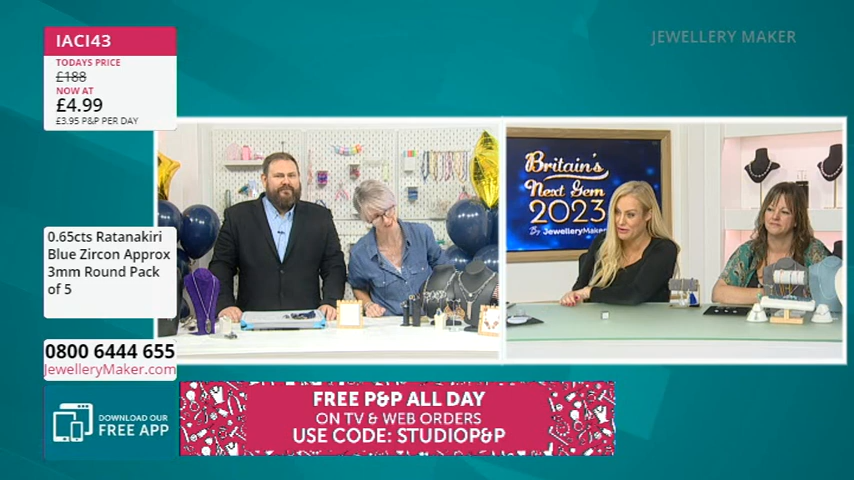 IACI43
TODAYS PRICE
£188
NOW AT
£4.99
£3.95 P&P PER DAY
JEWELLERY MAKER
Britain's
Next Gem
2023
By JewelleryMaker
0.65cts Ratanakiri
Blue Zircon Approx
3mm Round Pack
of 5
0800 6444 655
JewelleryMaker.com
DOWNLOAD OUR
FREE APP
FREE P&P ALL DAY
ON TV & WEB ORDERS
USE CODE: STUDIOP&P